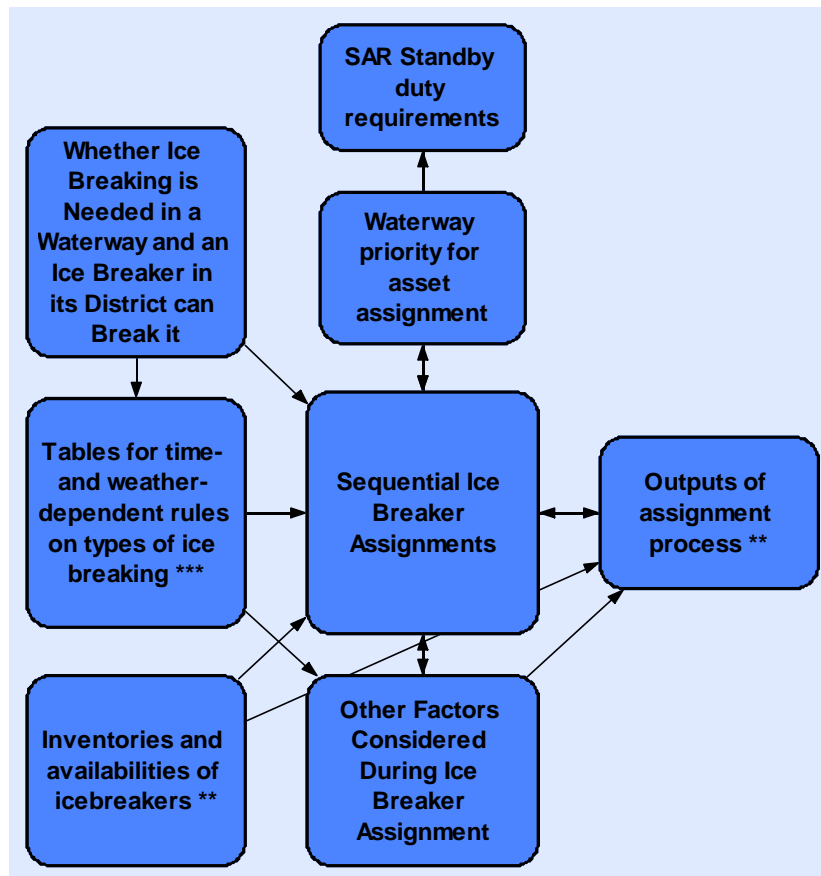 SAR Standby
duty
requirements
Whether Ice
Breaking is
Needed in a
Waterway and an
Ice Breaker in
its District can
Break it
Waterway
priority for
asset
assignment
Tables for time-
and weather-
dependent rules
on types of ice
breaking ***
Sequential Ice
Breaker
Assignments
Outputs of
assignment
process **
Inventories and
availabilities of
icebreakers **
Other Factors
Considered
During Ice
Breaker
Assignment